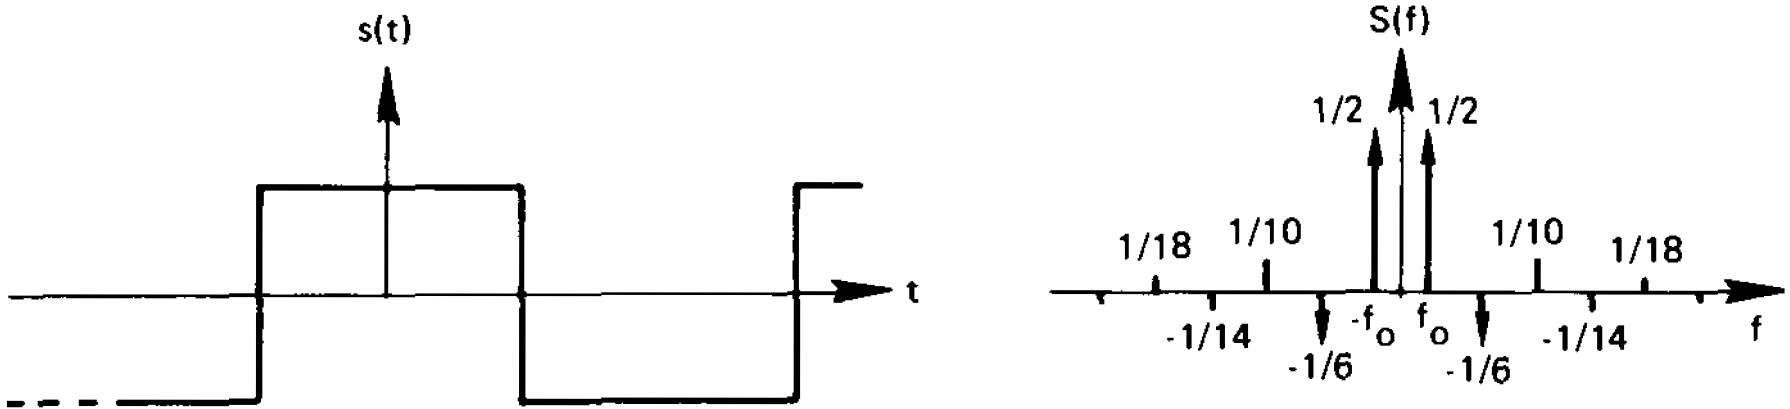 s(t)
t
S(f)
1/2 1/2
1/18 1/10 1/10 1/18
-f₀ f₀ f
-1/14 -1/6 -1/6 -1/14